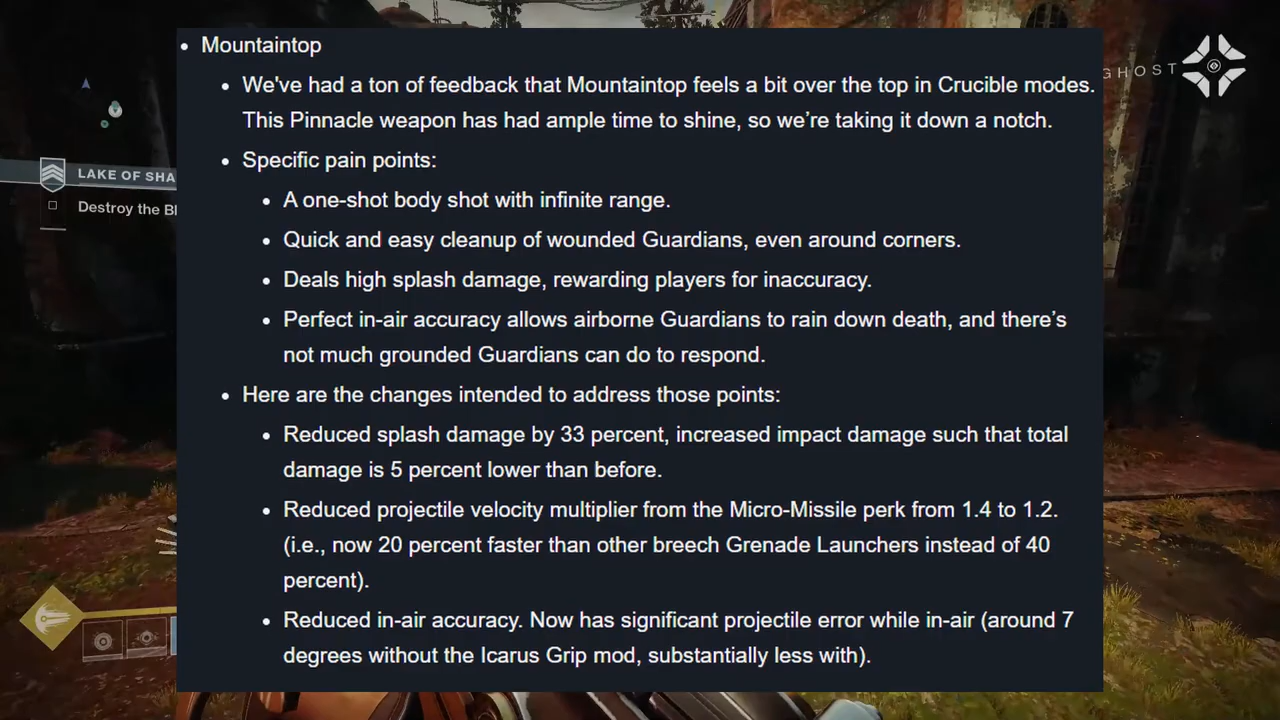 Mountaintop
We've had a ton of feedback that Mountaintop feels a bit over the top in Crucible modes.
This Pinnacle weapon has had ample time to shine, so we’re taking it down a notch.
Specific pain points:
A one-shot body shot with infinite range.
Quick and easy cleanup of wounded Guardians, even around corners.
Deals high splash damage, rewarding players for inaccuracy.
Perfect in-air accuracy allows airborne Guardians to rain down death, and there’s
not much grounded Guardians can do to respond.
Here are the changes intended to address those points:
Reduced splash damage by 33 percent, increased impact damage such that total
damage is 5 percent lower than before.
Reduced projectile velocity multiplier from the Micro-Missile perk from 1.4 to 1.2.
(i.e., now 20 percent faster than other breech Grenade Launchers instead of 40
percent).
Reduced in-air accuracy. Now has significant projectile error while in-air (around 7
degrees without the Icarus Grip mod, substantially less with).
GHOST
LAKE OF SHA
Destroy the Bl